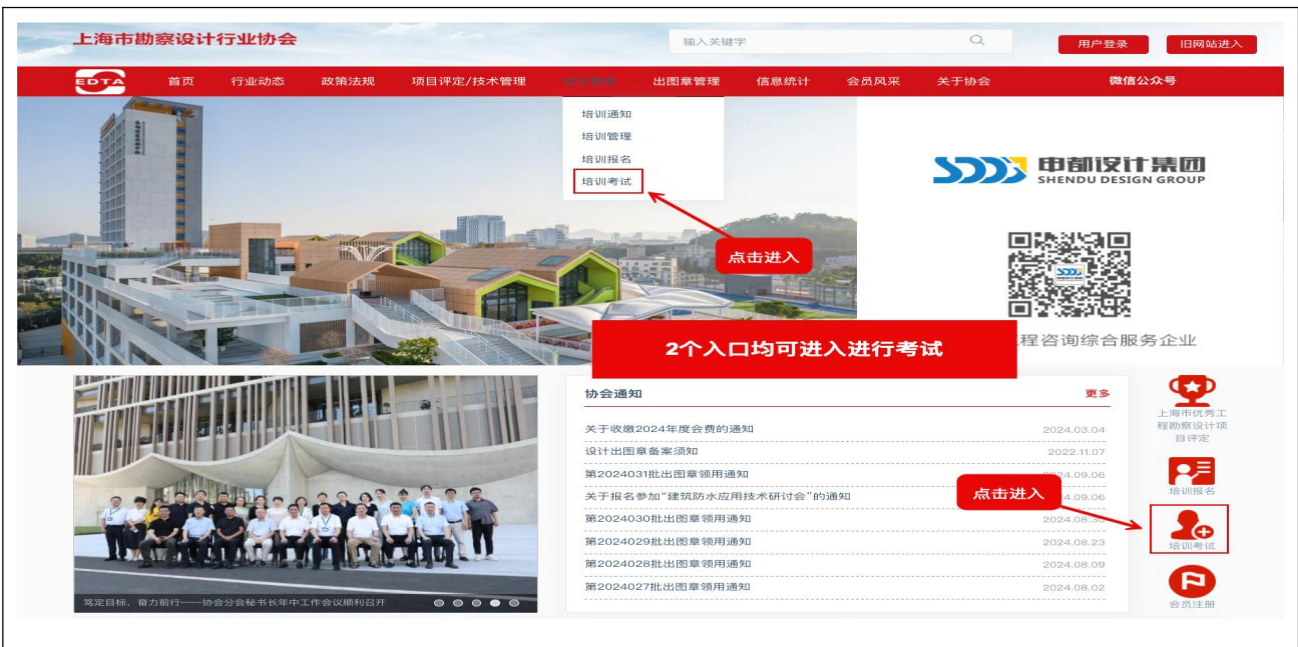 上海市勘察设计行业协会
输入关键字
用户登录
旧网站进入
EDTA
首页
行业动态
政策法规
项目评定/技术管理
出图章管理
信息统计
会员风采
关于协会
微信公众号
培训通知
培训管理
培训报名
培训考试
点击进入
申都设计集团
SHENDU DESIGN GROUP
程咨询综合服务企业
2个入口均可进入进行考试
协会通知
更多
关于收缴2024年度会费的通知
2024.03.04
设计出图章备案须知
2022.11.07
第2024031批出图章领用通知
2024.09.06
关于报名参加“建筑防水应用技术研讨会”的通知
4.09.06
第2024030批出图章领用通知
2024.08.30
第2024029批出图章领用通知
2024.08.23
第2024028批出图章领用通知
2024.08.09
第2024027批出图章领用通知
2024.08.02
点击进入
上海市优秀工
程勘察设计项
目评定
培训报名
培训考试
会员注册
笃定目标，奋力前行——协会分会秘书长年中工作会议顺利召开